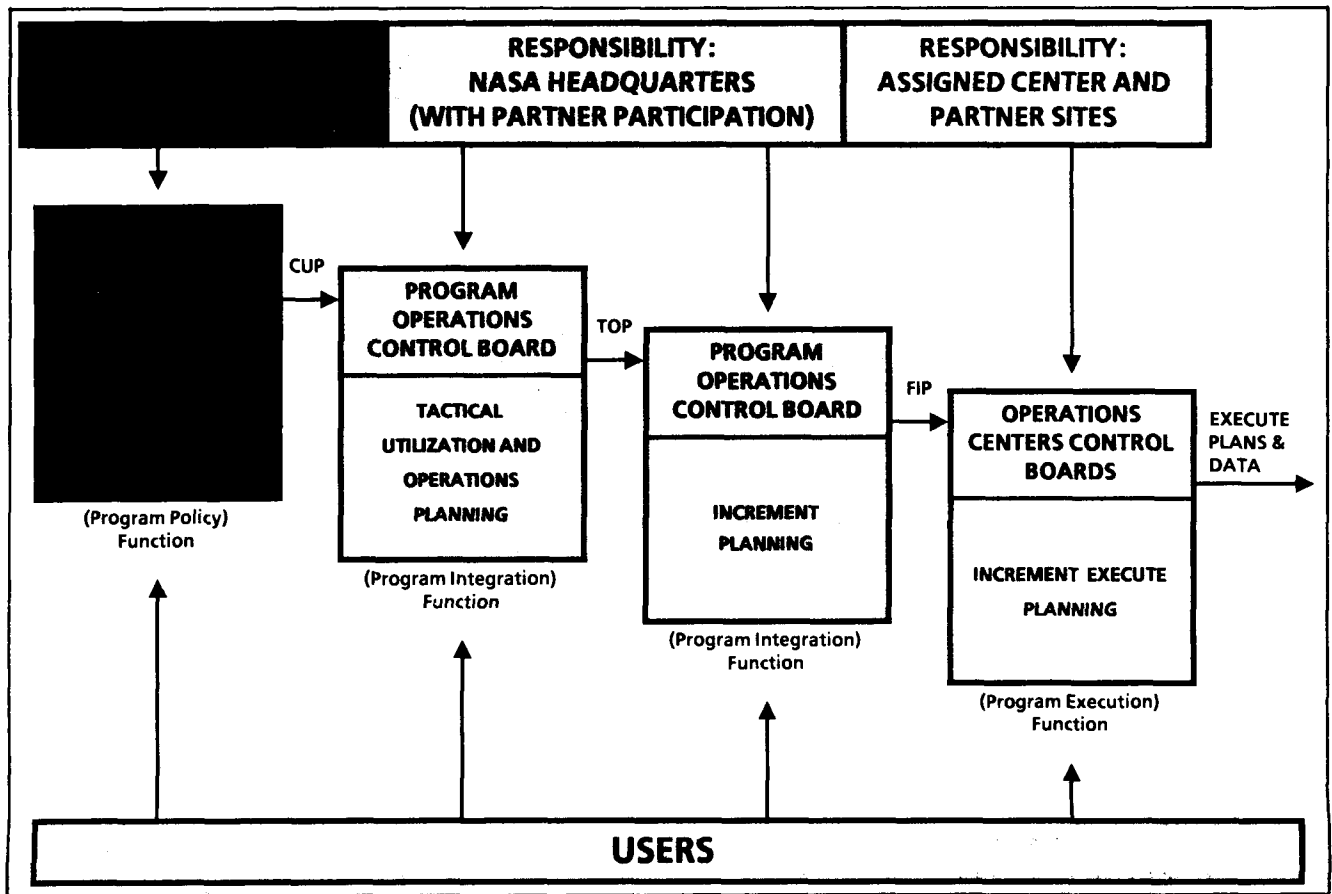 RESPONSIBILITY:
NASA HEADQUARTERS
(WITH PARTNER PARTICIPATION)
RESPONSIBILITY:
ASSIGNED CENTER AND
PARTNER SITES
CUP
(Program Policy)
Function
PROGRAM
OPERATIONS
CONTROL BOARD
TACTICAL
UTILIZATION AND
OPERATIONS
PLANNING
(Program Integration)
Function
TOP
PROGRAM
OPERATIONS
CONTROL BOARD
INCREMENT
PLANNING
(Program Integration)
Function
FIP
OPERATIONS
CENTERS CONTROL
BOARDS
INCREMENT EXECUTE
PLANNING
(Program Execution)
Function
EXECUTE
PLANS &
DATA
USERS